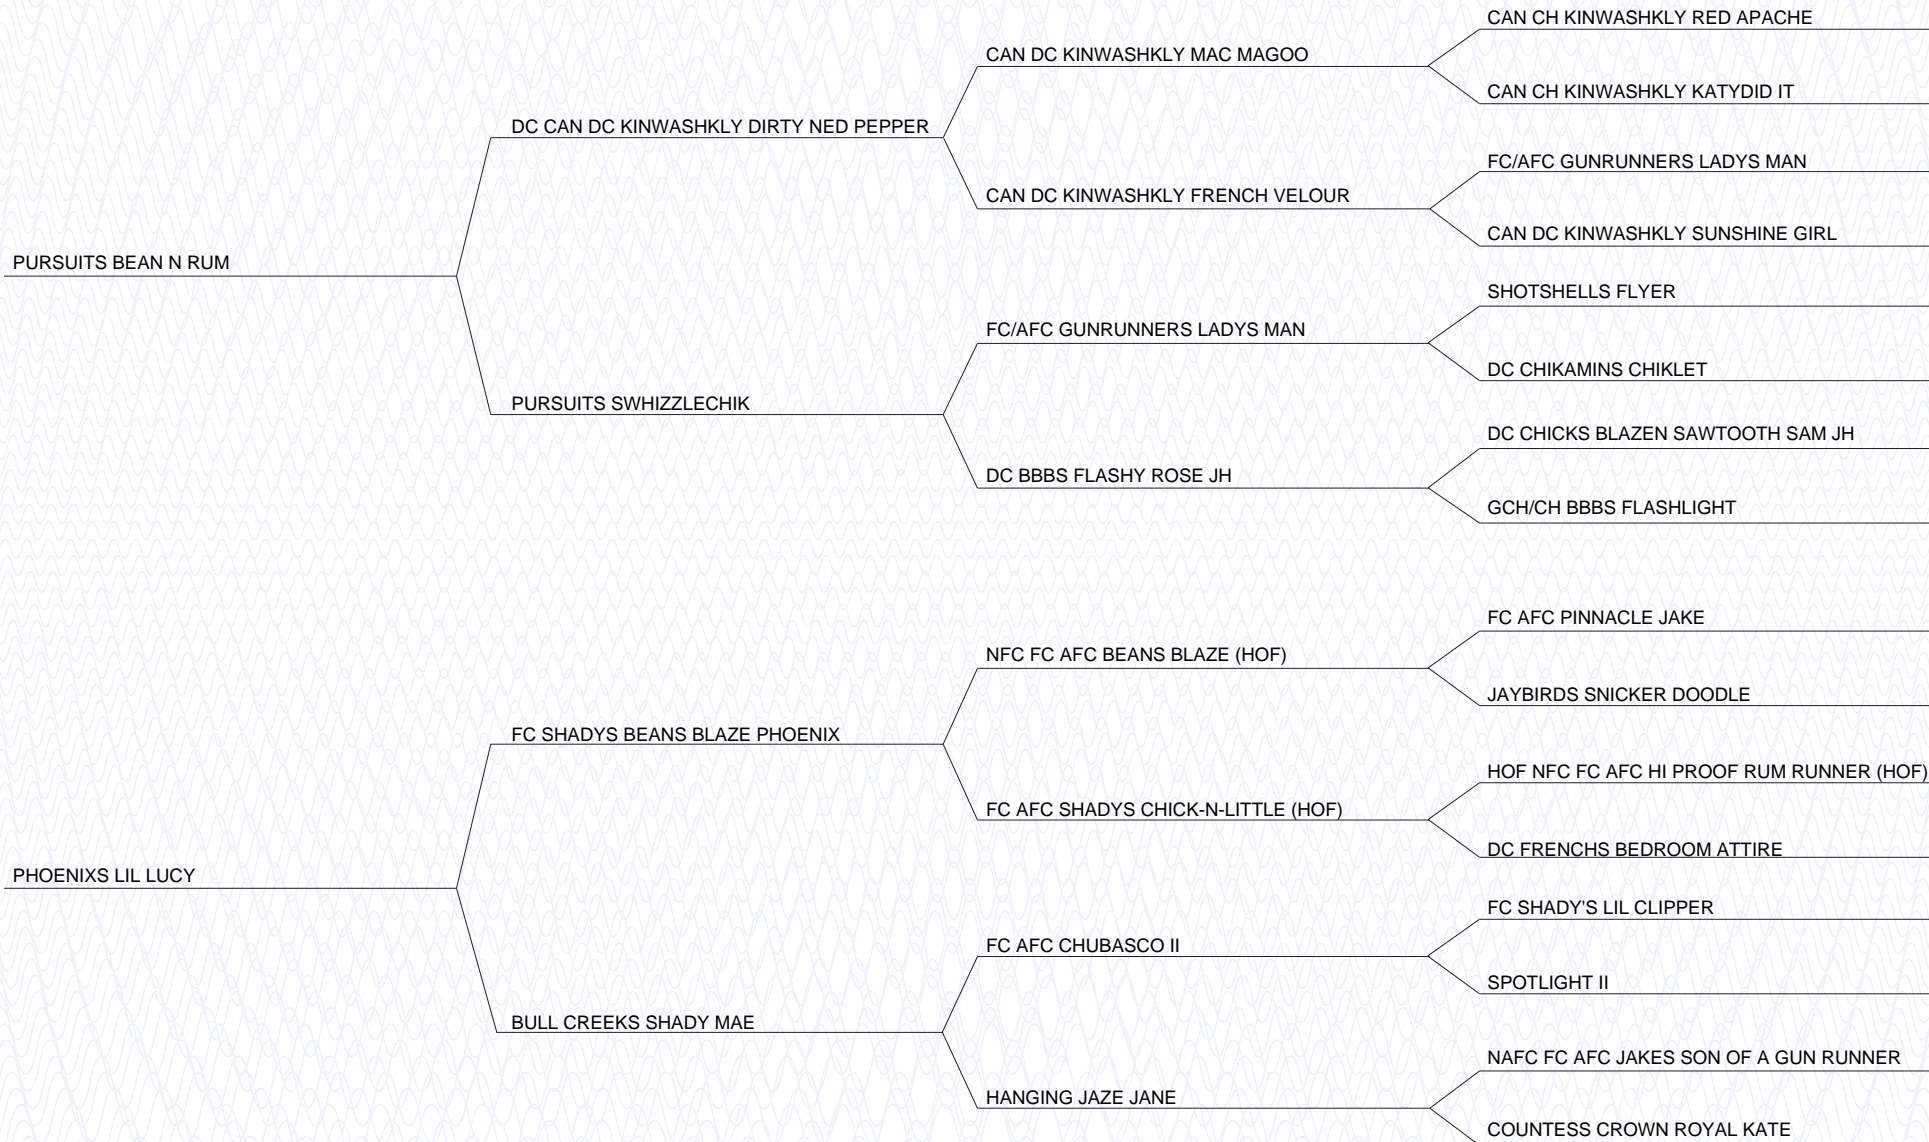 CAN CH KINWASHKLY RED APACHE
CAN DC KINWASHKLY MAC MAGOO
CAN CH KINWASHKLY KATYDID IT
DC CAN DC KINWASHKLY DIRTY NED PEPPER
FC/AFC GUNRUNNERS LADYS MAN
CAN DC KINWASHKLY FRENCH VELOUR
CAN DC KINWASHKLY SUNSHINE GIRL
PURSUITS BEAN N RUM
SHOTSHELLS FLYER
FC/AFC GUNRUNNERS LADYS MAN
DC CHIKAMINS CHIKLET
PURSUITS SWHIZZLECHIK
DC CHICKS BLAZEN SAWTOOTH SAM JH
DC BBBS FLASHY ROSE JH
GCH/CH BBBS FLASHLIGHT
FC AFC PINNACLE JAKE
NFC FC AFC BEANS BLAZE (HOF)
JAYBIRDS SNICKER DOODLE
FC SHADYS BEANS BLAZE PHOENIX
HOF NFC FC AFC HI PROOF RUM RUNNER (HOF)
FC AFC SHADYS CHICK-N-LITTLE (HOF)
DC FRENCHS BEDROOM ATTIRE
PHOENIXS LIL LUCY
FC SHADY'S LIL CLIPPER
FC AFC CHUBASCO II
SPOTLIGHT II
BULL CREEKS SHADY MAE
NAFC FC AFC JAKES SON OF A GUN RUNNER
HANGING JAZE JANE
COUNTESS CROWN ROYAL KATE